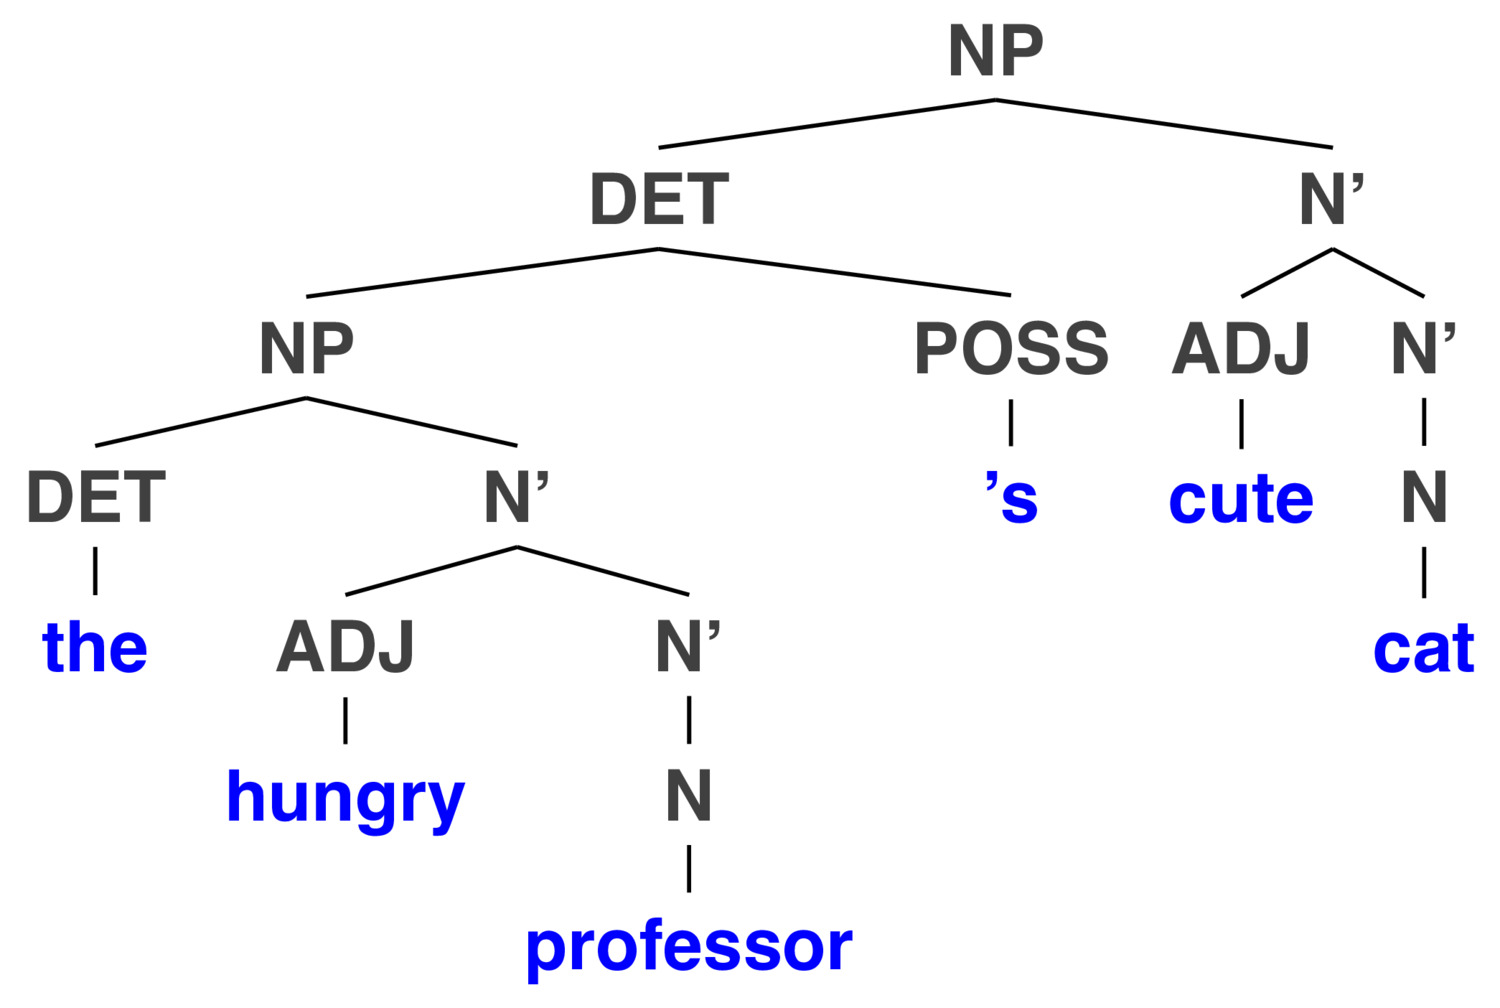 NP
DET N’
NP POSS ADJ N’
DET N’ ’s cute N
the ADJ N’ cat
hungry N
professor